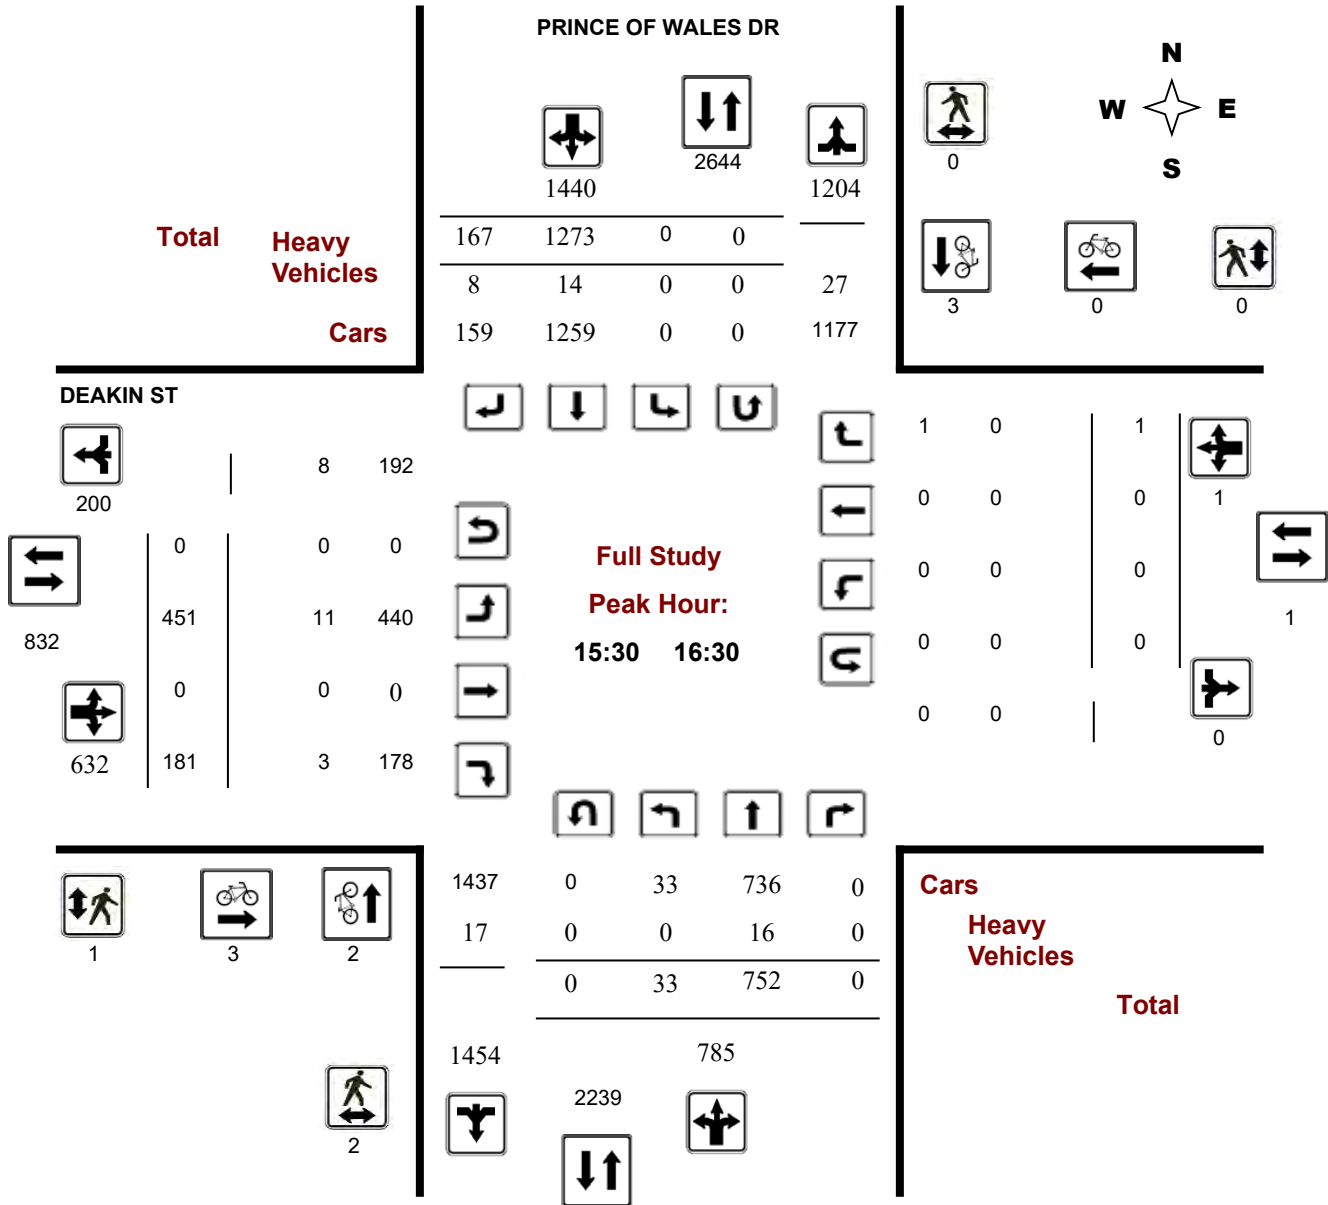 PRINCE OF WALES DR
N
W E
S
2644
0
1440 1204
Total Heavy Vehicles
167 1273 0 0
8 14 0 0 27
Cars 159 1259 0 0 1177
3 0 0
DEAKIN ST
1 0 1
8 192
200
0 0 0 1
0 0 0
Full Study
0 0 0
Peak Hour:
451 11 440
832
15:30 16:30
1
0 0 0
0 0 0
0 0
0
632 181 3 178
1437 0 33 736 0
Cars
17 0 0 16 0
Heavy
Vehicles
1 3 2
0 33 752 0
Total
1454 785
2239
2